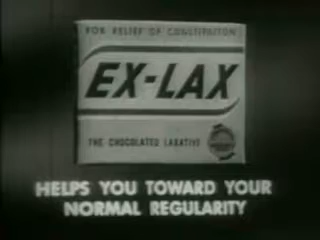 FOR RELIEF OF CONSTIPATION
EX-LAX
THE CHOCOLATED LAXATIVE
HELPS YOU TOWARD YOUR
NORMAL REGULARITY